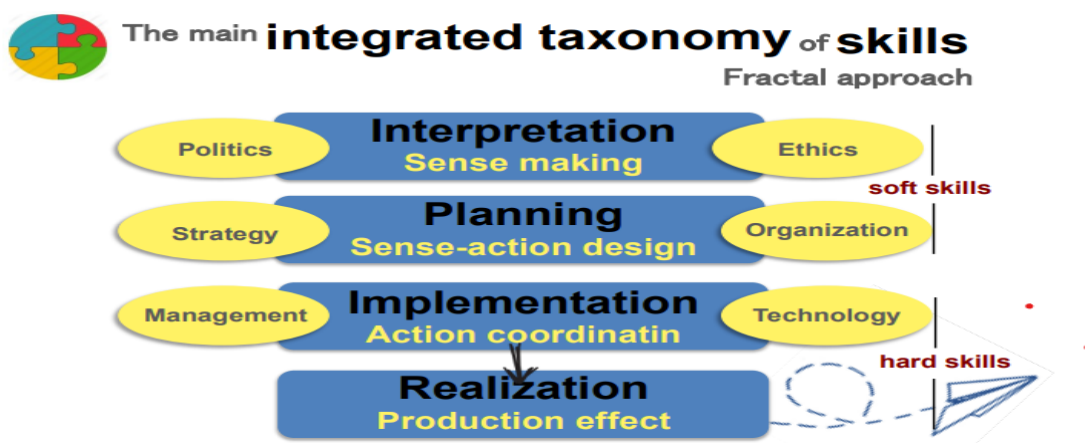 The main integrated taxonomy of skills
Fractal approach
Politics
Interpretation
Sense making
Ethics
soft skills
Strategy
Planning
Sense-action design
Organization
Management
Implementation
Action coordinatin
Technology
hard skills
Realization
Production effect